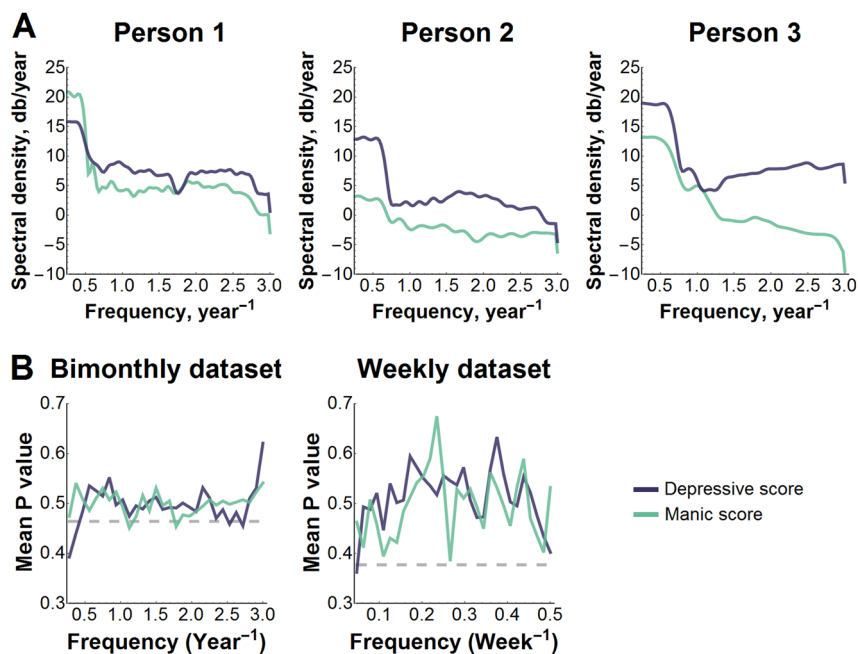 A
Person 1
Person 2
Person 3
Spectral density, db/year
25
20
15
10
5
0
−5
−10
0.5 1.0 1.5 2.0 2.5 3.0
Frequency, year−1
Spectral density, db/year
25
20
15
10
5
0
−5
−10
0.5 1.0 1.5 2.0 2.5 3.0
Frequency, year−1
Spectral density, db/year
25
20
15
10
5
0
−5
−10
0.5 1.0 1.5 2.0 2.5 3.0
Frequency, year−1
B
Bimonthly dataset
Weekly dataset
Mean P value
0.7
0.6
0.5
0.4
0.3
0.5 1.0 1.5 2.0 2.5 3.0
Frequency (Year−1)
Mean P value
0.7
0.6
0.5
0.4
0.3
0.1 0.2 0.3 0.4 0.5
Frequency (Week−1)
Depressive score
Manic score